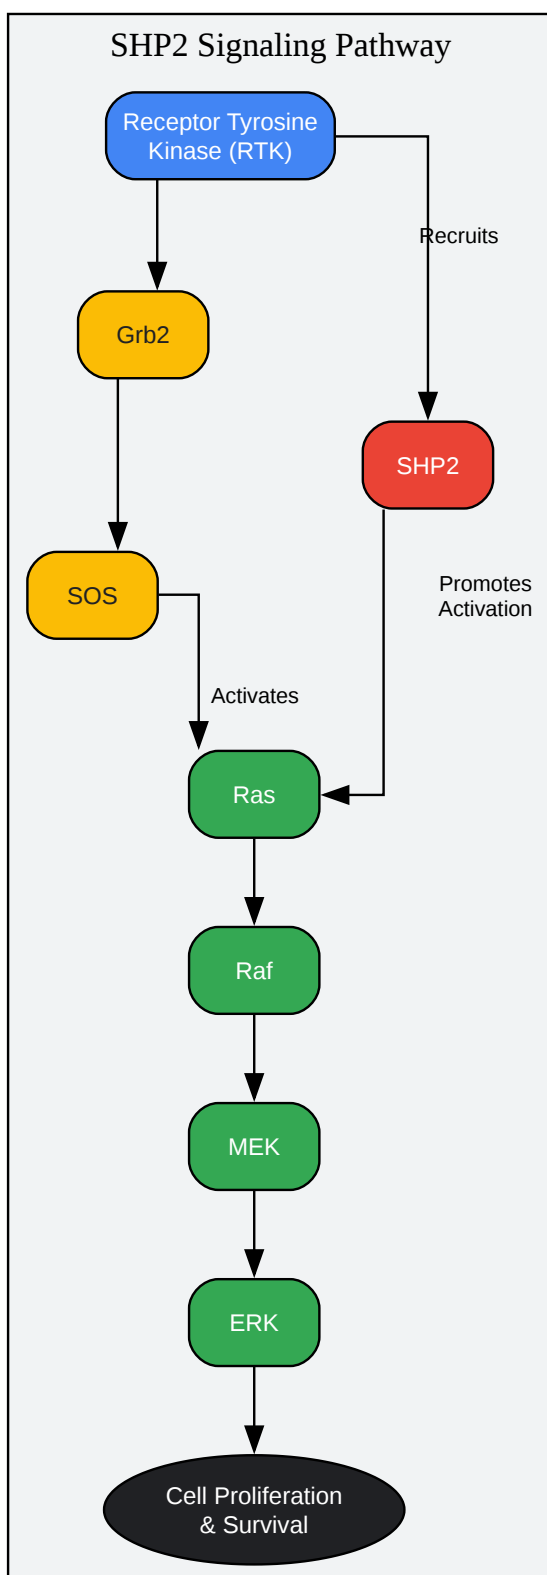 SHP2 Signaling Pathway
Receptor Tyrosine
Kinase (RTK)
Recruits
Grb2
SHP2
Promotes
Activation
SOS
Activates
Ras
Raf
MEK
ERK
Cell Proliferation
& Survival